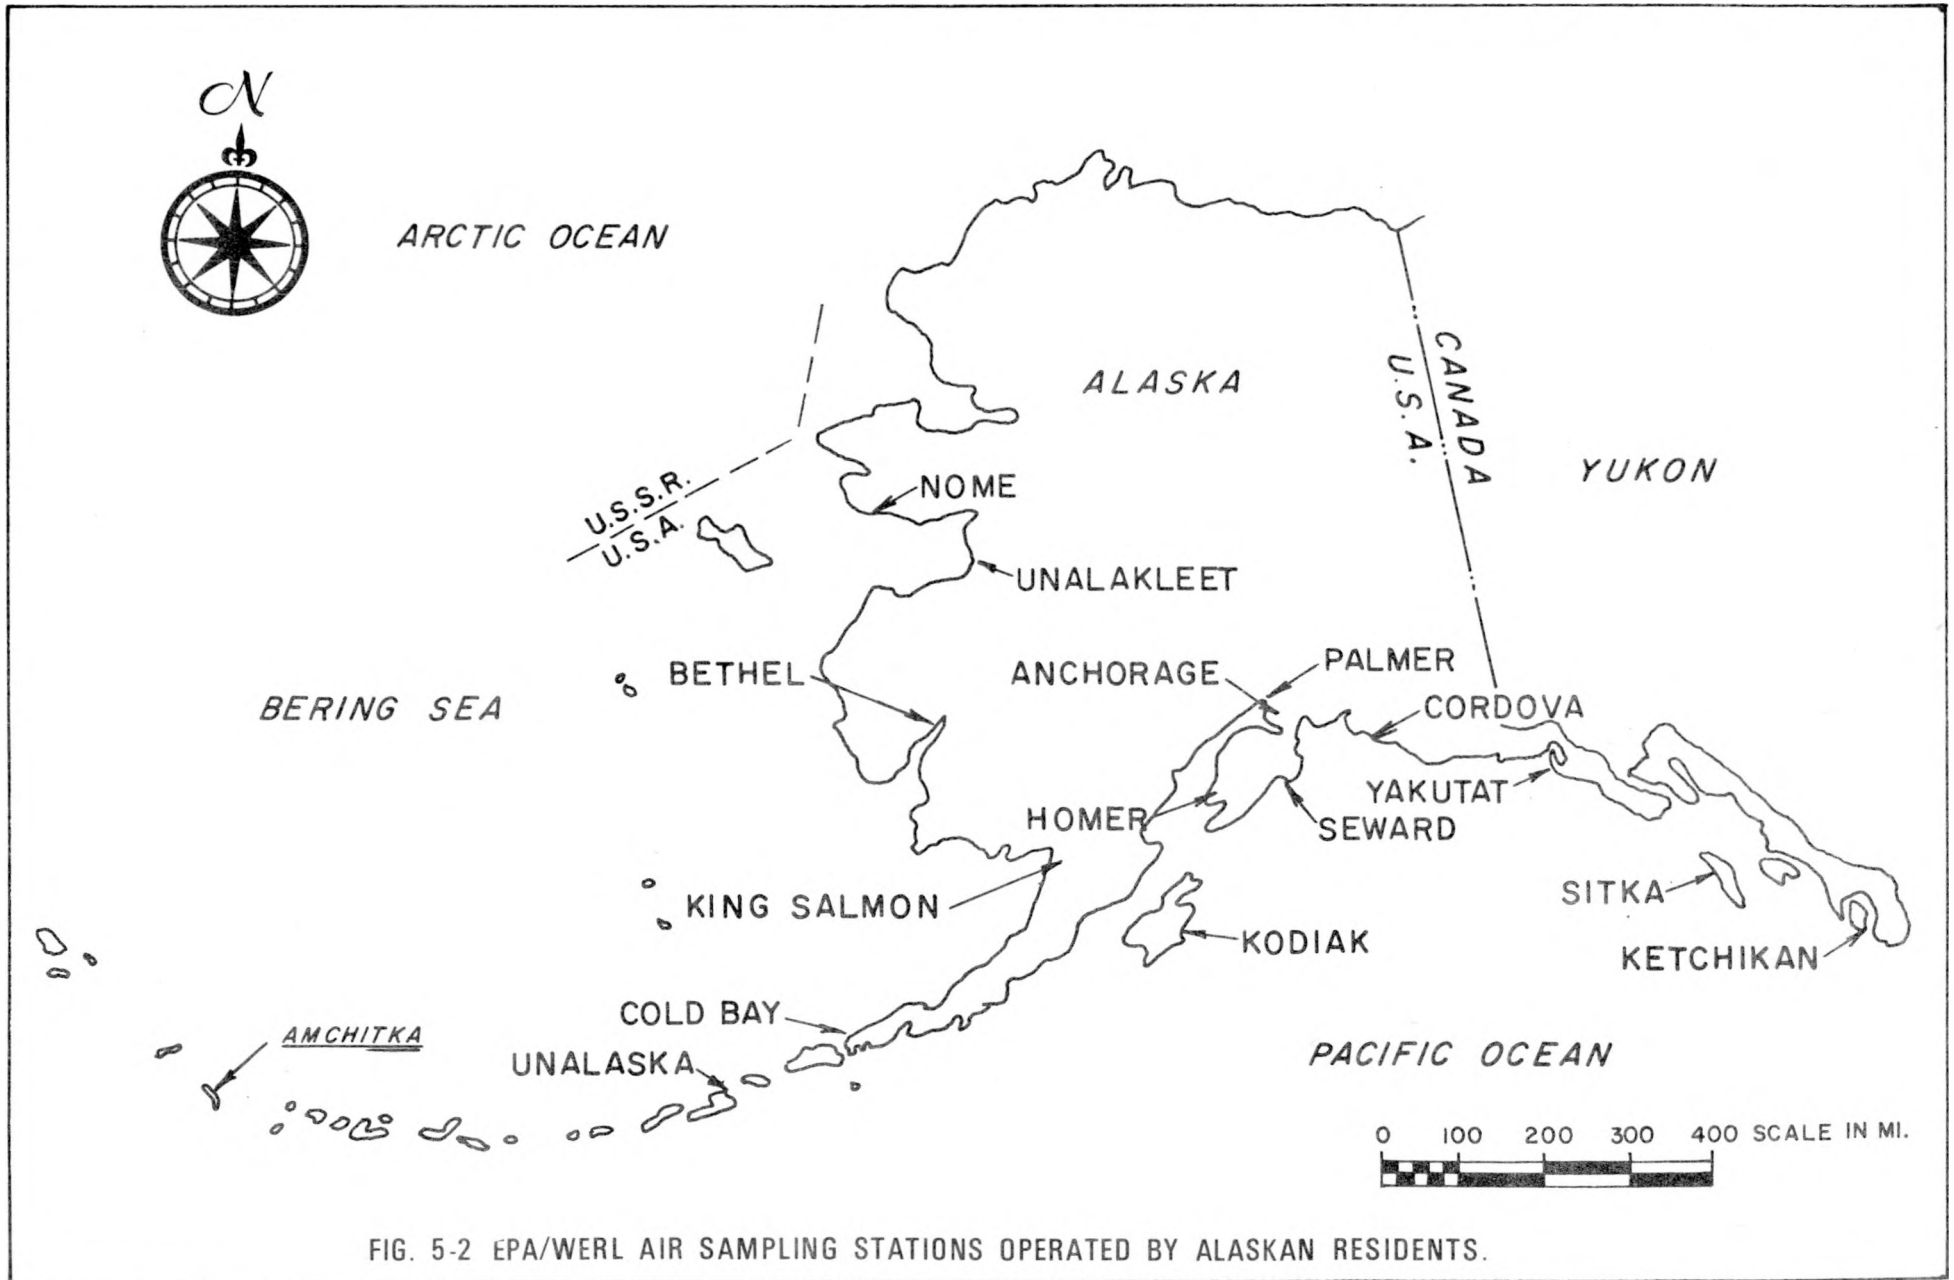 N
ARCTIC OCEAN
ALASKA
CANADA
U.S.A.
YUKON
NOME
U.S.S.R.
U.S.A.
UNALAKLEET
BETHEL
ANCHORAGE
PALMER
BERING SEA
CORDOVA
YAKUTAT
HOMER
SEWARD
SITKA
KING SALMON
KODIAK
KETCHIKAN
COLD BAY
AMCHITKA
UNALASKA
PACIFIC OCEAN
0 100 200 300 400 SCALE IN MI.
FIG. 5-2 EPA/WERL AIR SAMPLING STATIONS OPERATED BY ALASKAN RESIDENTS.